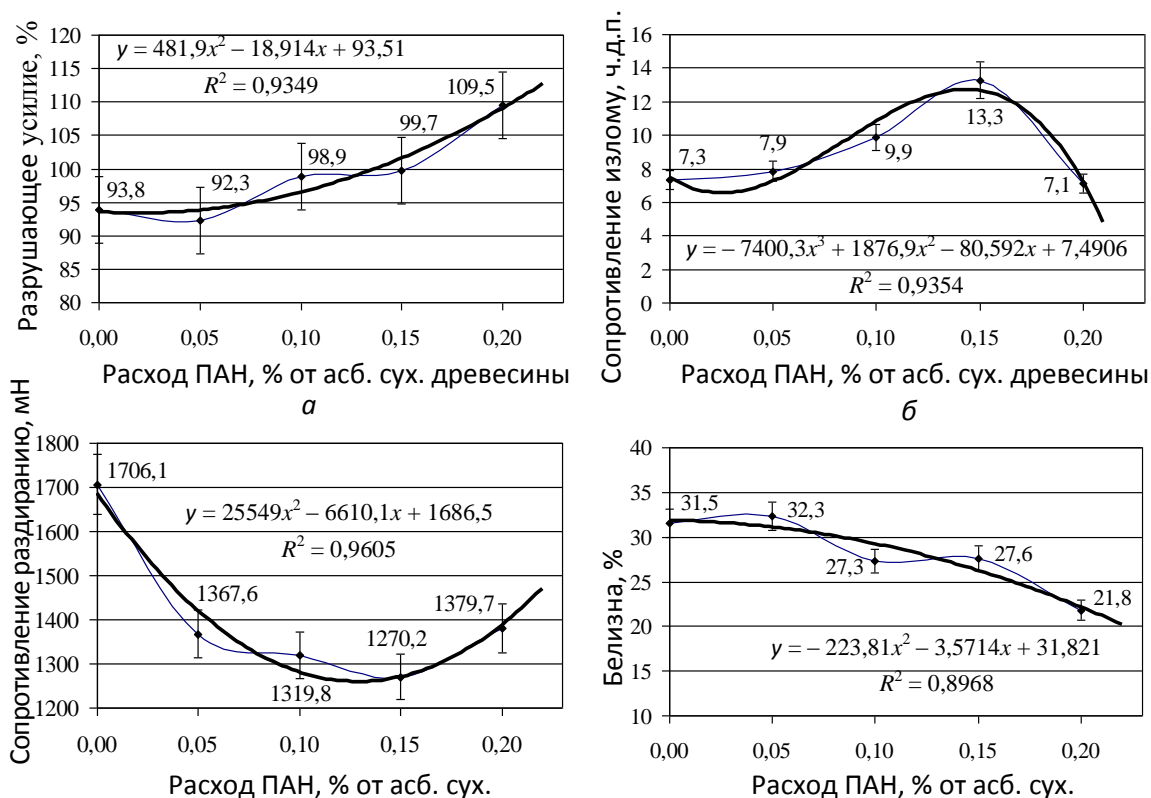 Разрушающее усилие, %
120
115
110
105
100
95
90
85
80
y = 481,9x² – 18,914x + 93,51
R² = 0,9349
93,8
92,3
98,9
99,7
109,5
0,00 0,05 0,10 0,15 0,20
Расход ПАН, % от асб. сух. древесины
а
Сопротивление излому, ч.д.п.
16
14
12
10
8
6
4
2
0
7,3
7,9
9,9
13,3
7,1
y = – 7400,3x³ + 1876,9x² – 80,592x + 7,4906
R² = 0,9354
0,00 0,05 0,10 0,15 0,20
Расход ПАН, % от асб. сух. древесины
б
Сопротивление раздиранию, мН
1800
1700
1600
1500
1400
1300
1200
1706,1
y = 25549x² – 6610,1x + 1686,5
R² = 0,9605
1367,6
1319,8
1270,2
1379,7
0,00 0,05 0,10 0,15 0,20
Расход ПАН, % от асб. сух.
Белизна, %
40
35
30
25
20
15
10
31,5
32,3
27,3
27,6
21,8
y = – 223,81x² – 3,5714x + 31,821
R² = 0,8968
0,00 0,05 0,10 0,15 0,20
Расход ПАН, % от асб. сух.